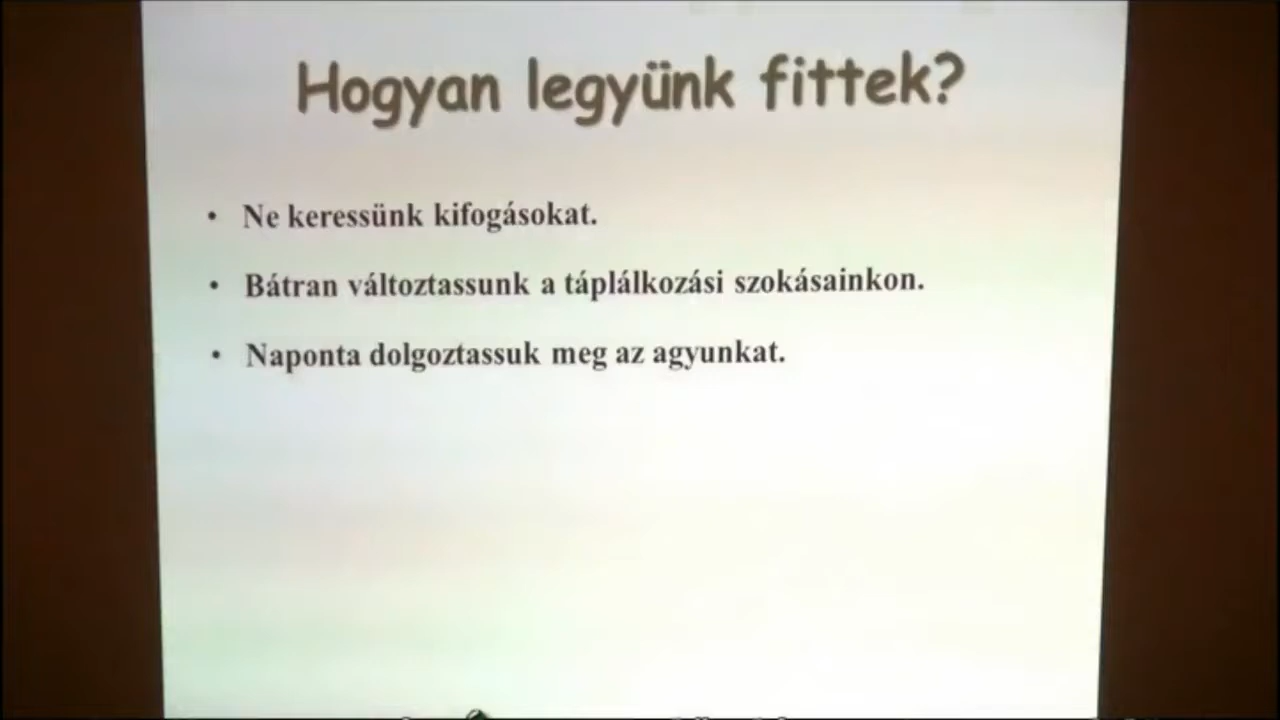 Hogyan legyünk fittek?
• Ne keressünk kifogásokat.
• Bátran változtassunk a táplálkozási szokásainkon.
• Naponta dolgoztassuk meg az agyunkat.